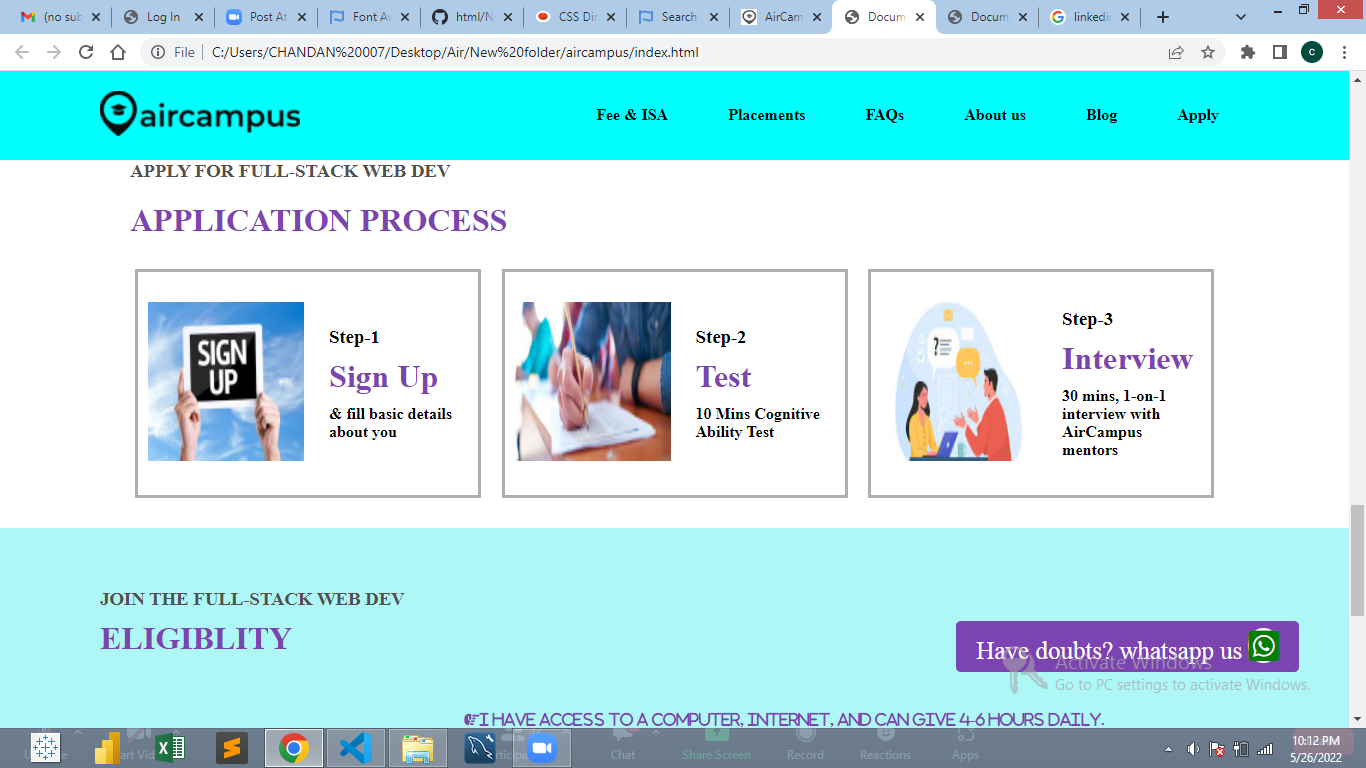 (no sub
Log In
Post At
Font Av
html/N
CSS Di
Search
AirCam
Docum
Docum
linkedi
File
C:/Users/CHANDAN%20007/Desktop/Air/New%20folder/aircampus/index.html
c
aircampus
Fee & ISA
Placements
FAQs
About us
Blog
Apply
APPLY FOR FULL-STACK WEB DEV
APPLICATION PROCESS
SIGN
UP
Step-1
Sign Up
& fill basic details
about you
Step-2
Test
10 Mins Cognitive
Ability Test
Step-3
Interview
30 mins, 1-on-1
interview with
AirCampus
mentors
JOIN THE FULL-STACK WEB DEV
ELIGIBLITY
Have doubts? whatsapp us
Activate Windows
Go to PC settings to activate Windows.
I HAVE ACCESS TO A COMPUTER, INTERNET, AND CAN GIVE 4-6 HOURS DAILY.
Chat
Share Screen
Record
Reactions
Apps
10:12 PM
5/26/2022